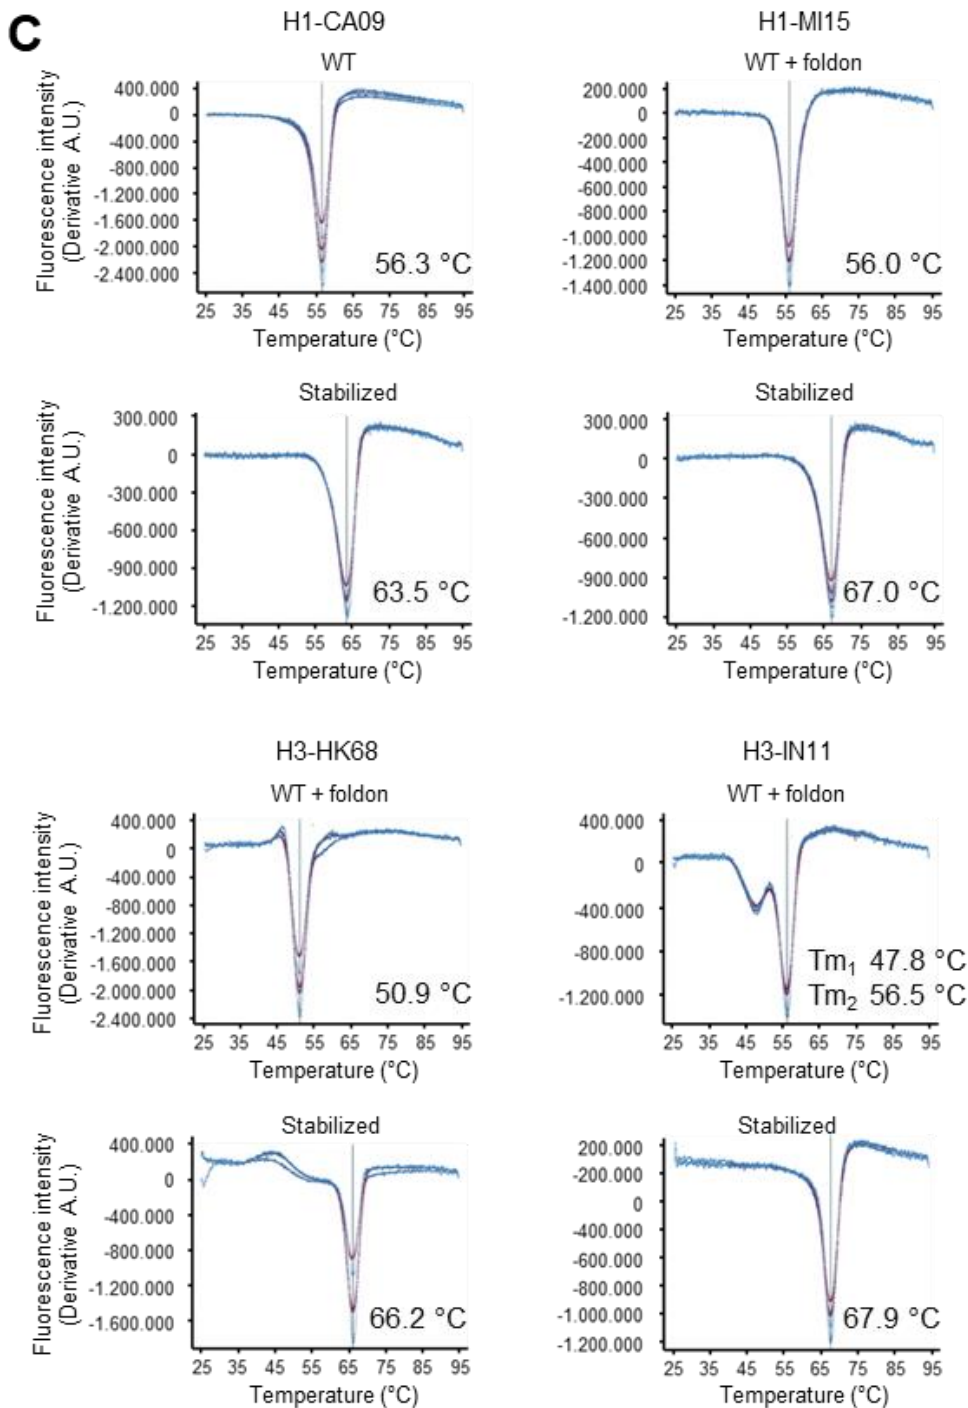 C
H1-CA09
WT
Fluorescence intensity
(Derivative A.U.)
400.000
0
-400.000
-800.000
-1.200.000
-1.600.000
-2.000.000
-2.400.000
56.3 °C
25 35 45 55 65 75 85 95
Temperature (°C)
H1-MI15
WT + foldon
200.000
0
-200.000
-400.000
-600.000
-800.000
-1.000.000
-1.200.000
-1.400.000
56.0 °C
25 35 45 55 65 75 85 95
Temperature (°C)
Stabilized
Fluorescence intensity
(Derivative A.U.)
300.000
0
-300.000
-600.000
-900.000
-1.200.000
63.5 °C
25 35 45 55 65 75 85 95
Temperature (°C)
Stabilized
300.000
0
-300.000
-600.000
-900.000
-1.200.000
67.0 °C
25 35 45 55 65 75 85 95
Temperature (°C)
H3-HK68
WT + foldon
Fluorescence intensity
(Derivative A.U.)
400.000
0
-400.000
-800.000
-1.200.000
-1.600.000
-2.000.000
-2.400.000
50.9 °C
25 35 45 55 65 75 85 95
Temperature (°C)
H3-IN11
WT + foldon
400.000
0
-400.000
-800.000
-1.200.000
Tm1 47.8 °C
Tm2 56.5 °C
25 35 45 55 65 75 85 95
Temperature (°C)
Stabilized
Fluorescence intensity
(Derivative A.U.)
400.000
0
-400.000
-800.000
-1.200.000
-1.600.000
66.2 °C
25 35 45 55 65 75 85 95
Temperature (°C)
Stabilized
200.000
-200.000
0
-400.000
-600.000
-800.000
-1.000.000
-1.200.000
67.9 °C
25 35 45 55 65 75 85 95
Temperature (°C)